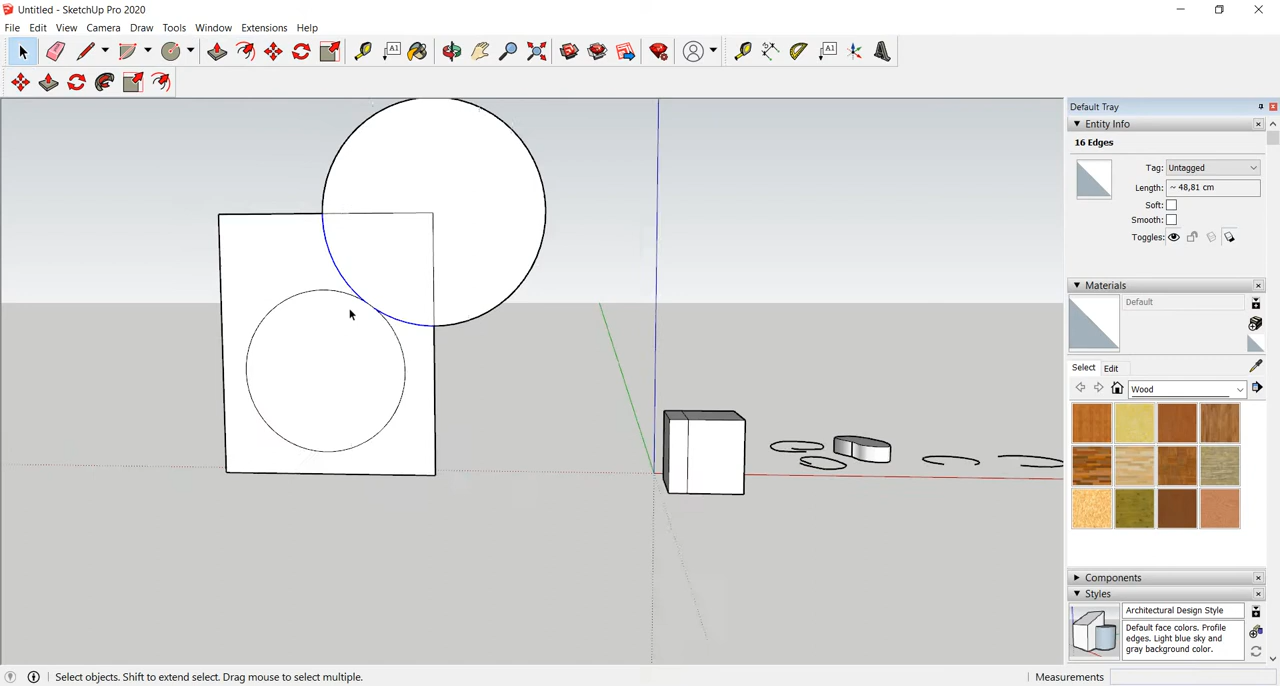 Untitled - SketchUp Pro 2020
File Edit View Camera Draw Tools Window Extensions Help
A1 A1
Default Tray
Entity Info
16 Edges
Tag: Untagged
Length: ~ 48,81 cm
Soft:
Smooth:
Toggles:
Materials
Default
Select Edit
Wood
Components
Styles
Architectural Design Style
Default face colors. Profile
edges. Light blue sky and
gray background color.
Select objects. Shift to extend select. Drag mouse to select multiple. Measurements